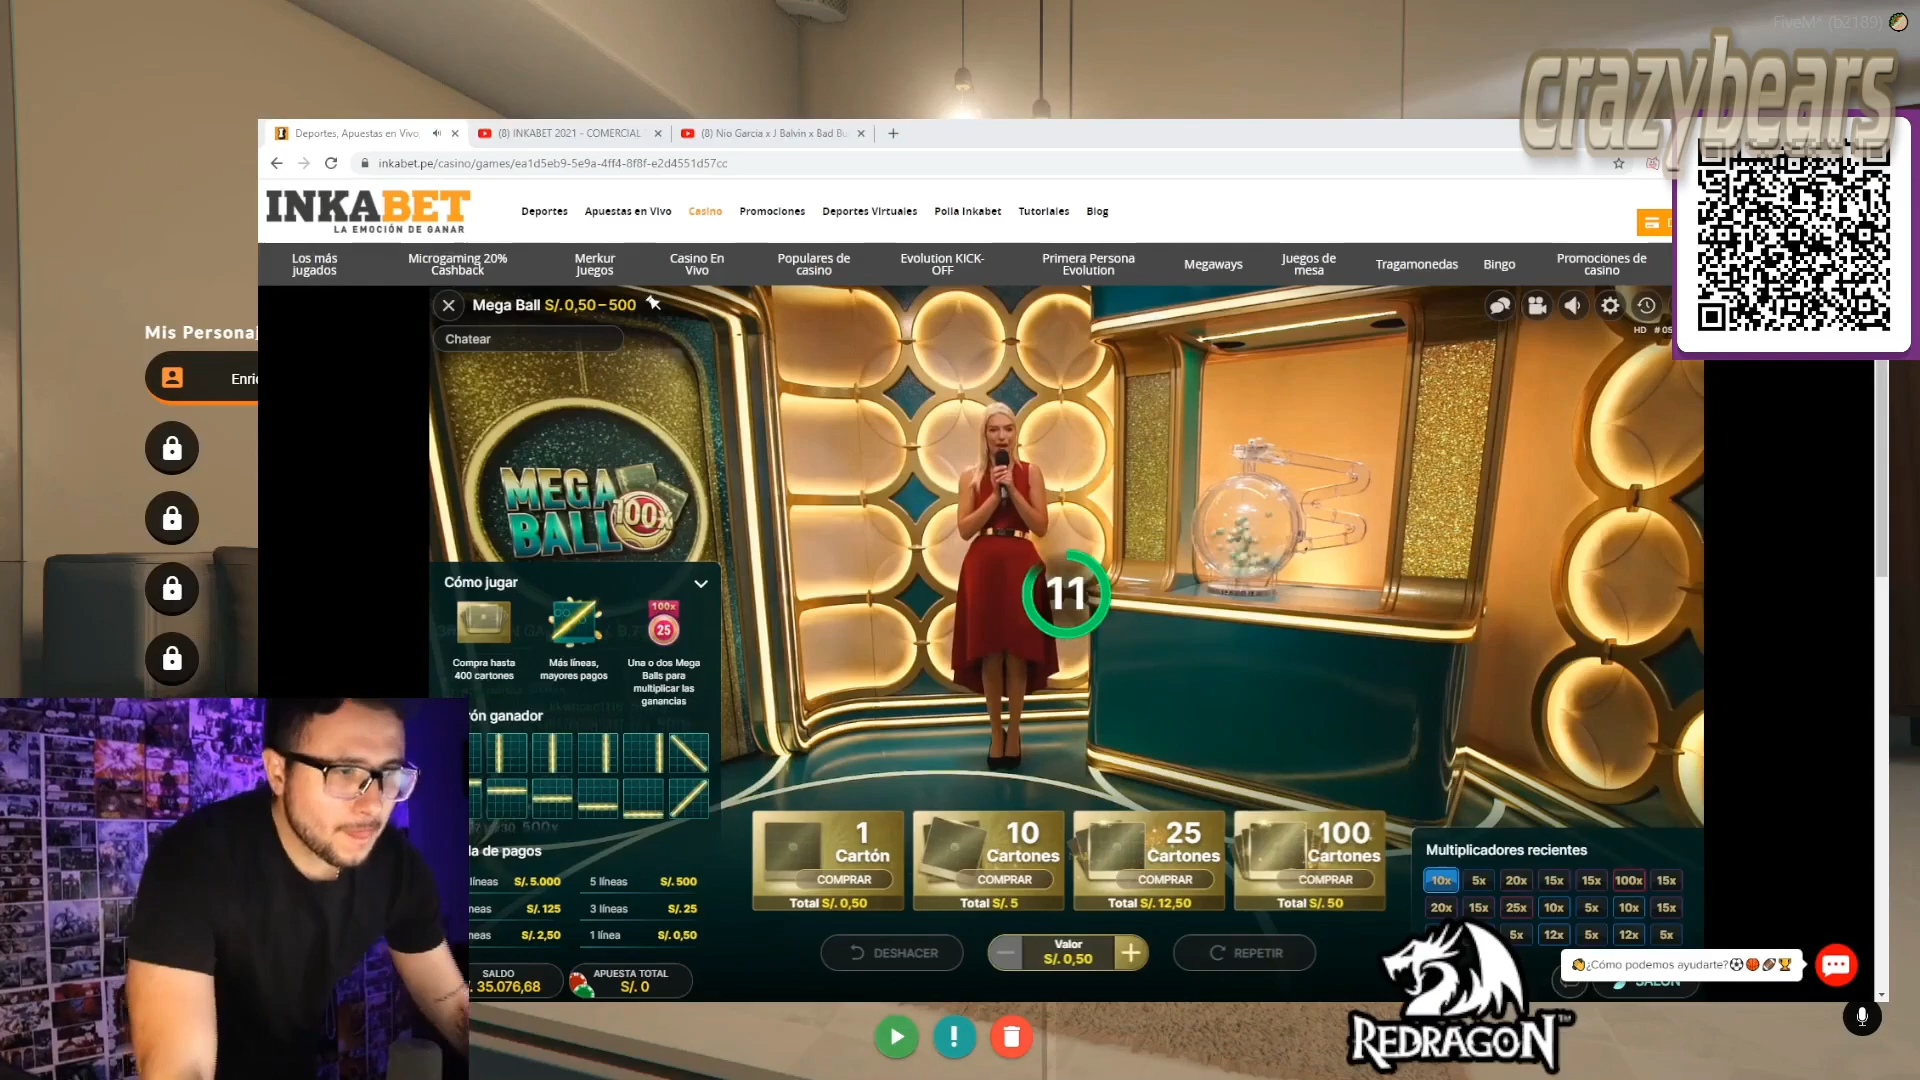 FiveM® (b2189)
crazybears
Deportes, Apuestas en Vivo
(8) INKABET 2021 - COMERCIAL
(8) Nio Garcia x J Balvin x Bad Bu
inkabet.pe/casino/games/ea1d5eb9-5e9a-4ff4-8f8f-e2d4551d57cc
INKABET
LA EMOCIÓN DE GANAR
Deportes
Apuestas en Vivo
Casino
Promociones
Deportes Virtuales
Polla Inkabet
Tutoriales
Blog
Los más
jugados
Microgaming 20%
Cashback
Merkur
Juegos
Casino En
Vivo
Populares de
casino
Evolution KICK-
OFF
Primera Persona
Evolution
Megaways
Juegos de
mesa
Tragamonedas
Bingo
Promociones de
casino
Mega Ball S/.0,50–500
Chatear
HD # 05
Mis Personaj
Enric
MEGA
BALL
100x
11
Cómo jugar
100x
25
Compra hasta
400 cartones
Más líneas,
mayores pagos
Una o dos Mega
Balls para
multiplicar las
ganancias
ón ganador
la de pagos
líneas S/.5.000
5 líneas S/.500
neas S/.125
3 líneas S/.25
neas S/.2,50
1 línea S/.0,50
SALDO
35.076,68
APUESTA TOTAL
S/. 0
1
Cartón
COMPRAR
Total S/. 0,50
10
Cartones
COMPRAR
Total S/. 5
25
Cartones
COMPRAR
Total S/. 12,50
100
Cartones
COMPRAR
Total S/. 50
DESHACER
Valor
S/. 0,50
REPETIR
Multiplicadores recientes
10x 5x 20x 15x 15x 100x 15x
20x 15x 25x 10x 5x 10x 15x
5x 12x 5x 12x 5x
¿Cómo podemos ayudarte?
SALÓN
REDRAGON™